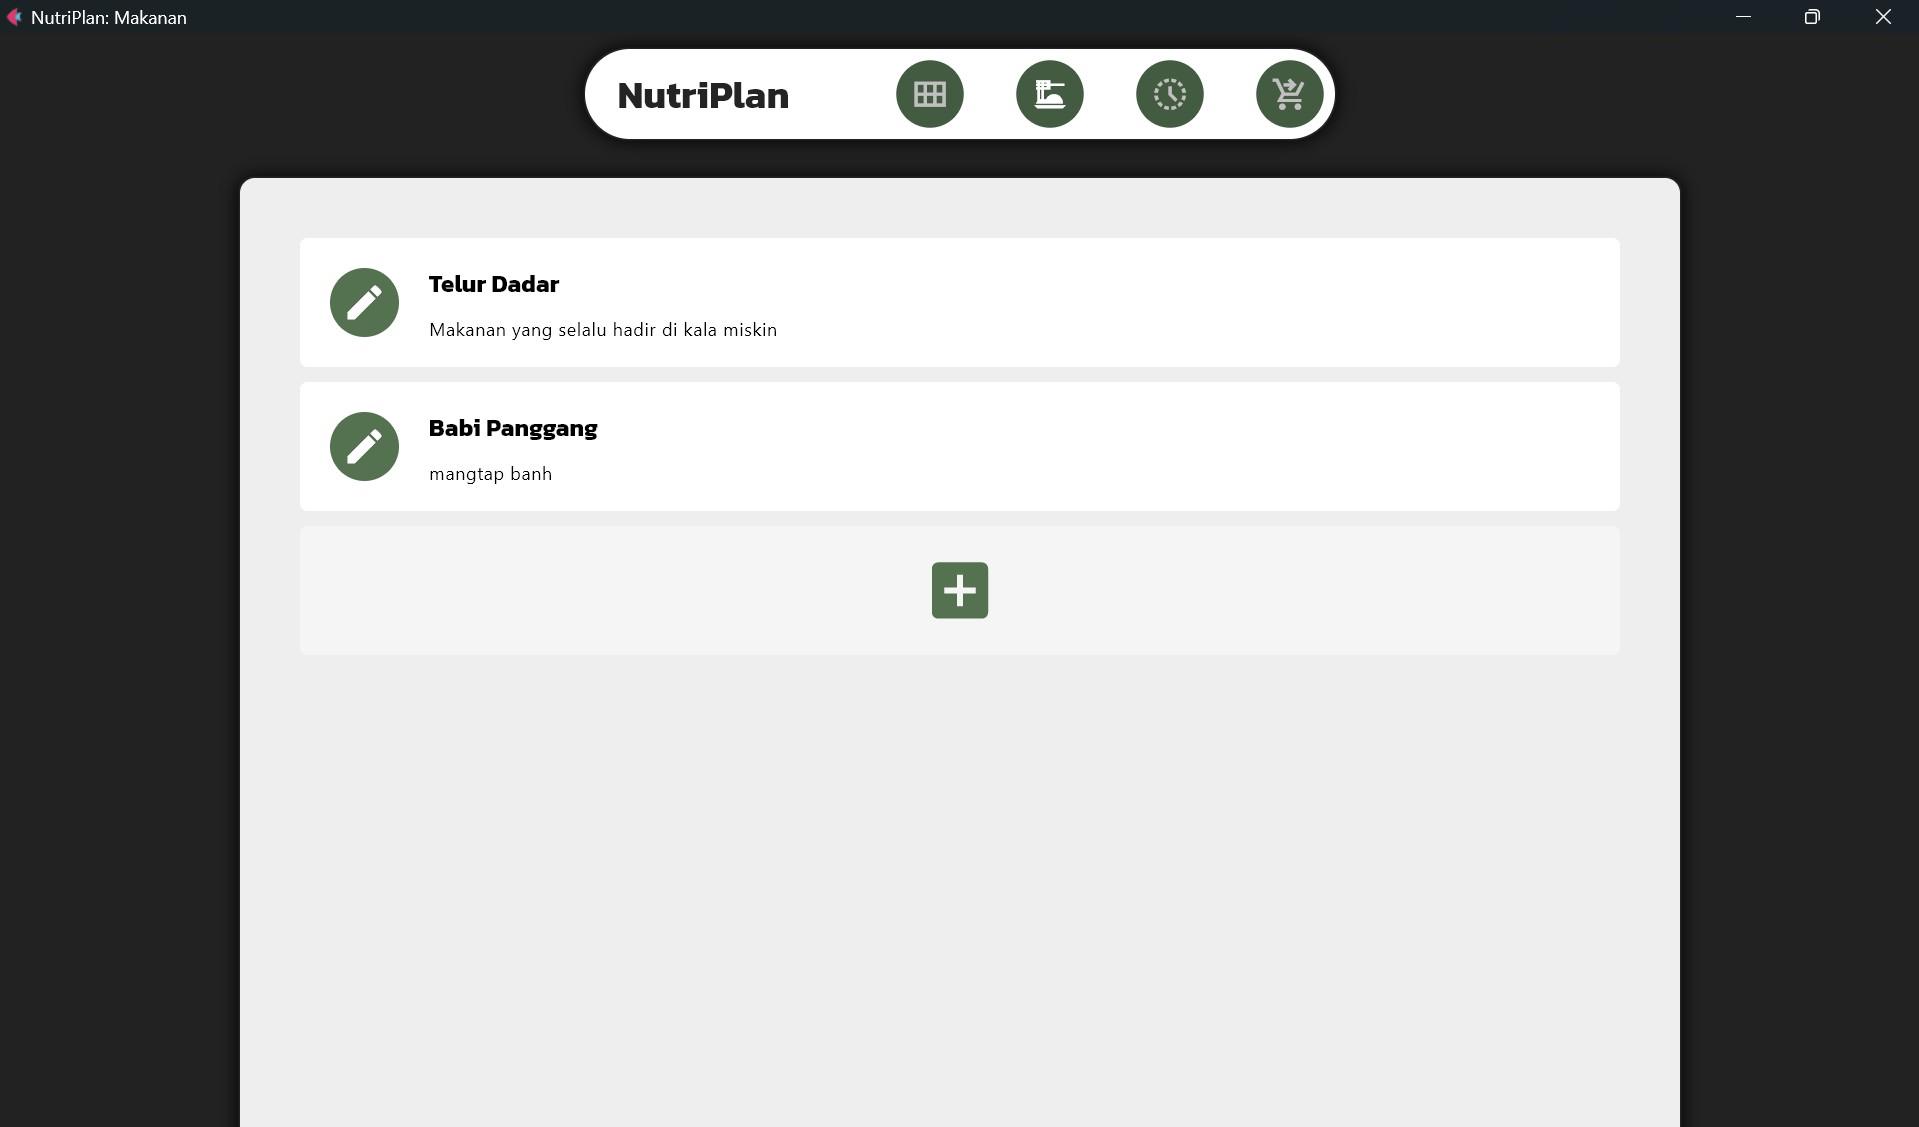 NutriPlan: Makanan
NutriPlan
Telur Dadar
Makanan yang selalu hadir di kala miskin
Babi Panggang
mangtap banh